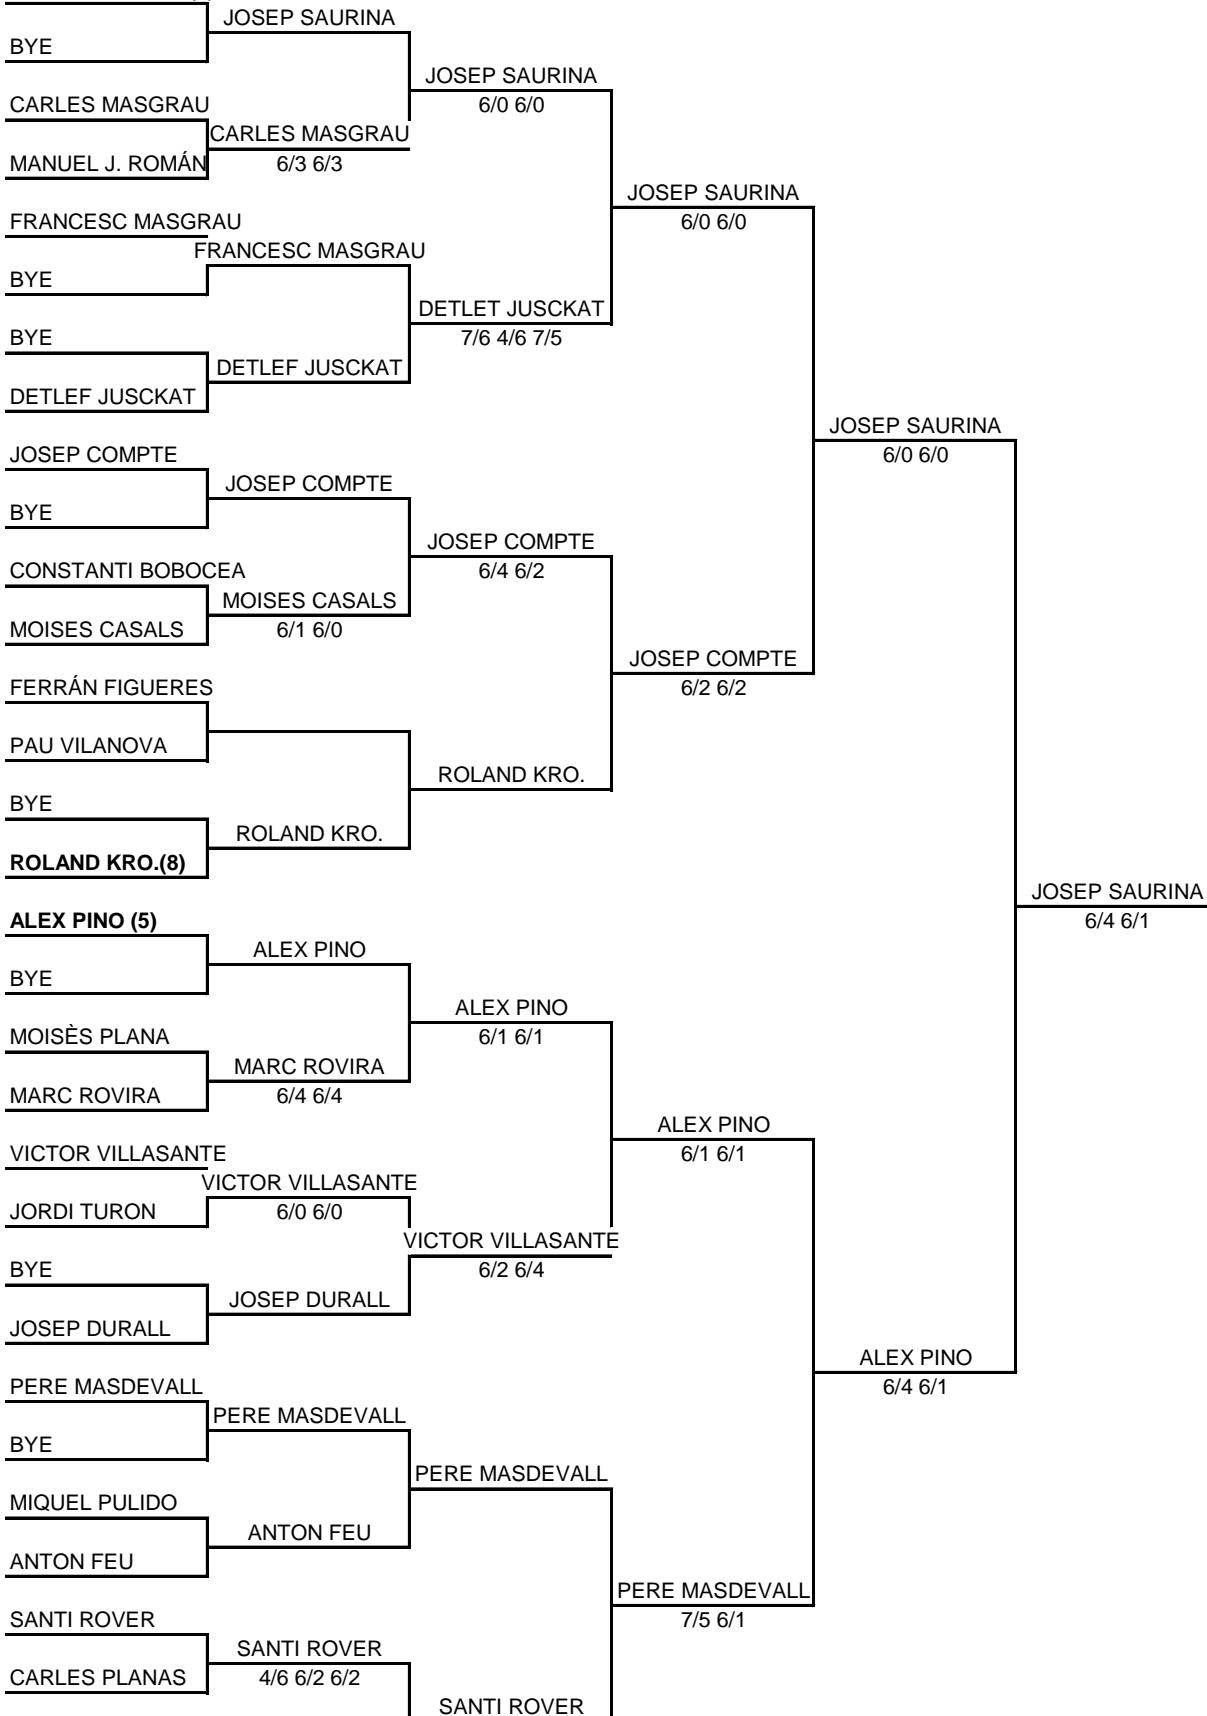 JOSEP SAURINA
BYE
JOSEP SAURINA
CARLES MASGRAU
6/0 6/0
CARLES MASGRAU
MANUEL J. ROMÁN
6/3 6/3
JOSEP SAURINA
FRANCESC MASGRAU
6/0 6/0
FRANCESC MASGRAU
BYE
DETLET JUSCKAT
BYE
7/6 4/6 7/5
DETLEF JUSCKAT
DETLEF JUSCKAT
JOSEP SAURINA
JOSEP COMPTE
6/0 6/0
JOSEP COMPTE
BYE
JOSEP COMPTE
CONSTANTI BOBOCEA
6/4 6/2
MOISES CASALS
MOISES CASALS
6/1 6/0
JOSEP COMPTE
FERRÁN FIGUERES
6/2 6/2
PAU VILANOVA
ROLAND KRO.
BYE
ROLAND KRO.
ROLAND KRO.(8)
JOSEP SAURINA
ALEX PINO (5)
6/4 6/1
ALEX PINO
BYE
ALEX PINO
MOISÈS PLANA
6/1 6/1
MARC ROVIRA
MARC ROVIRA
6/4 6/4
ALEX PINO
VICTOR VILLASANTE
6/1 6/1
VICTOR VILLASANTE
JORDI TURON
6/0 6/0
VICTOR VILLASANTE
BYE
6/2 6/4
JOSEP DURALL
JOSEP DURALL
ALEX PINO
PERE MASDEVALL
6/4 6/1
PERE MASDEVALL
BYE
PERE MASDEVALL
MIQUEL PULIDO
ANTON FEU
ANTON FEU
PERE MASDEVALL
SANTI ROVER
7/5 6/1
SANTI ROVER
CARLES PLANAS
4/6 6/2 6/2
SANTI ROVER